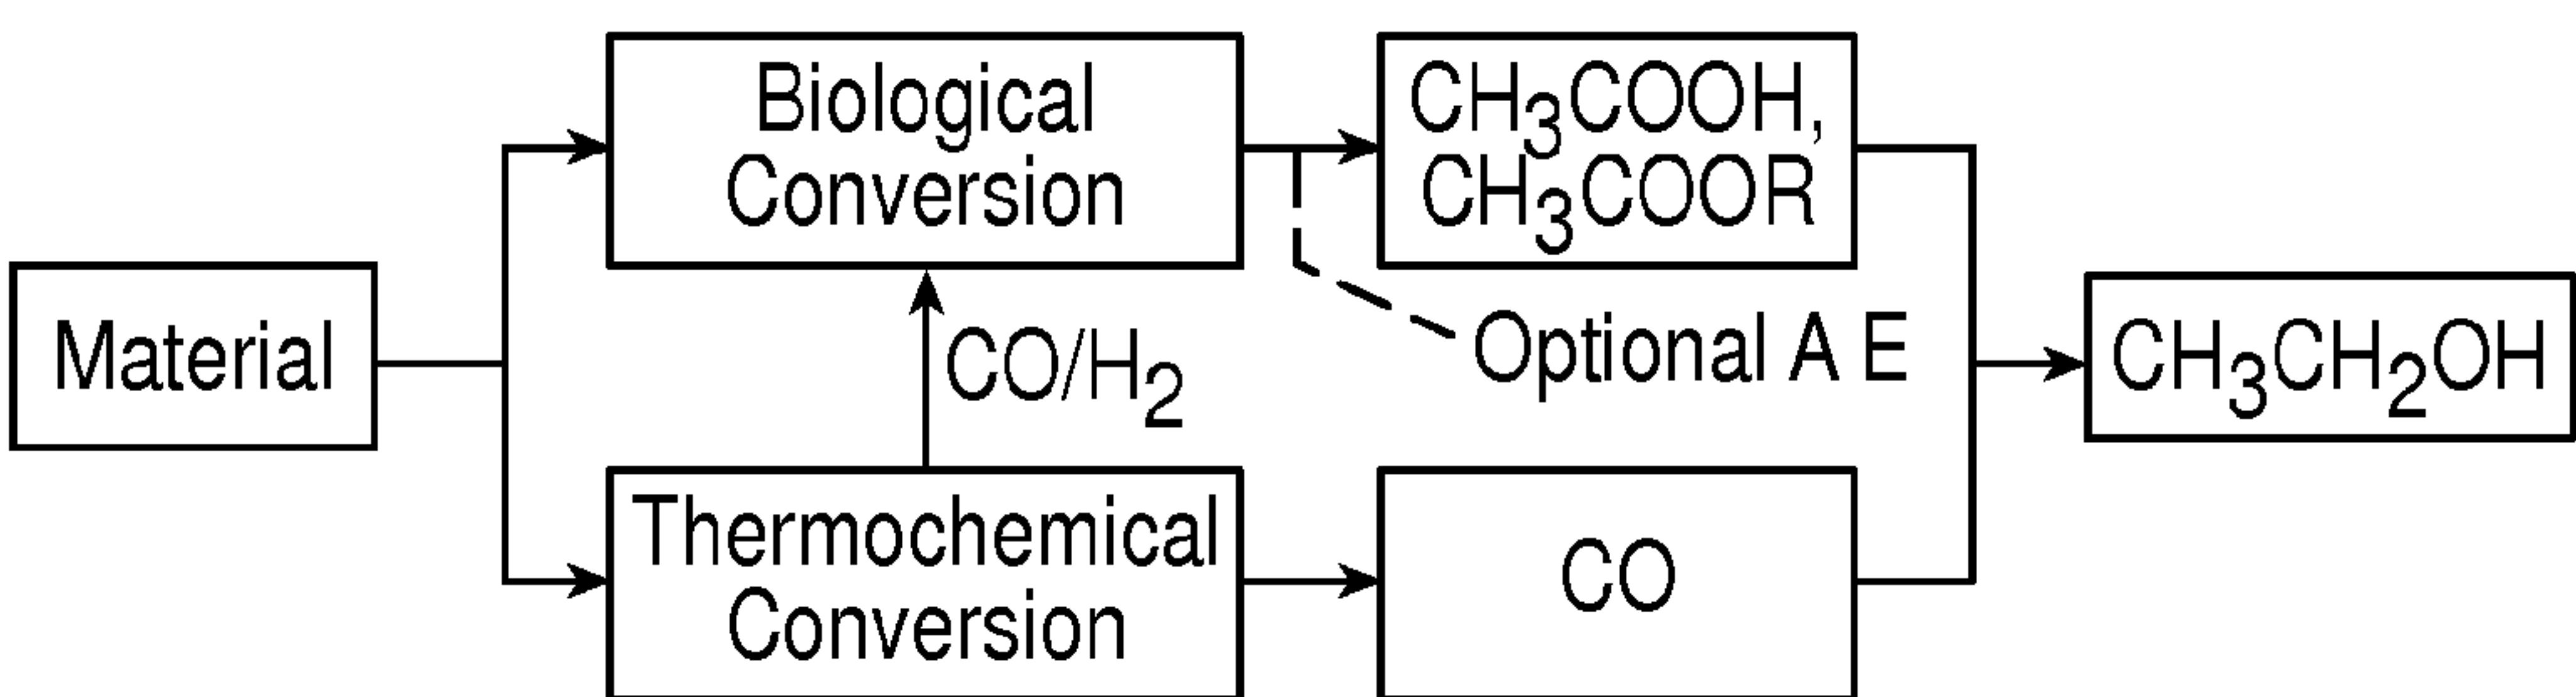 Biological
Conversion
CH₃COOH,
CH₃COOR
Material
CO/H₂
Optional A E
CH₃CH₂OH
Thermochemical
Conversion
CO